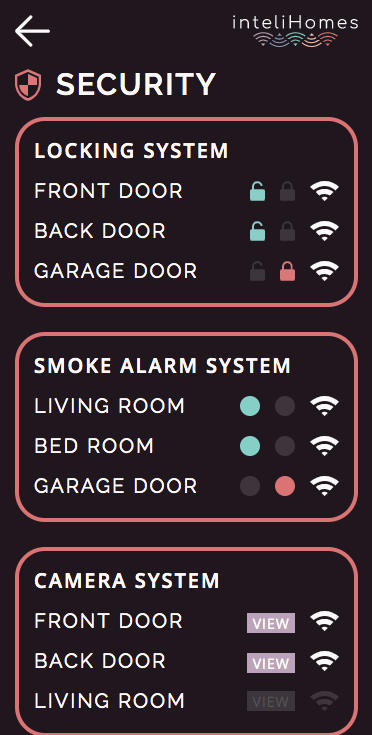 inteliHomes
SECURITY
LOCKING SYSTEM
FRONT DOOR
BACK DOOR
GARAGE DOOR
SMOKE ALARM SYSTEM
LIVING ROOM
BED ROOM
GARAGE DOOR
CAMERA SYSTEM
FRONT DOOR VIEW
BACK DOOR VIEW
LIVING ROOM VIEW